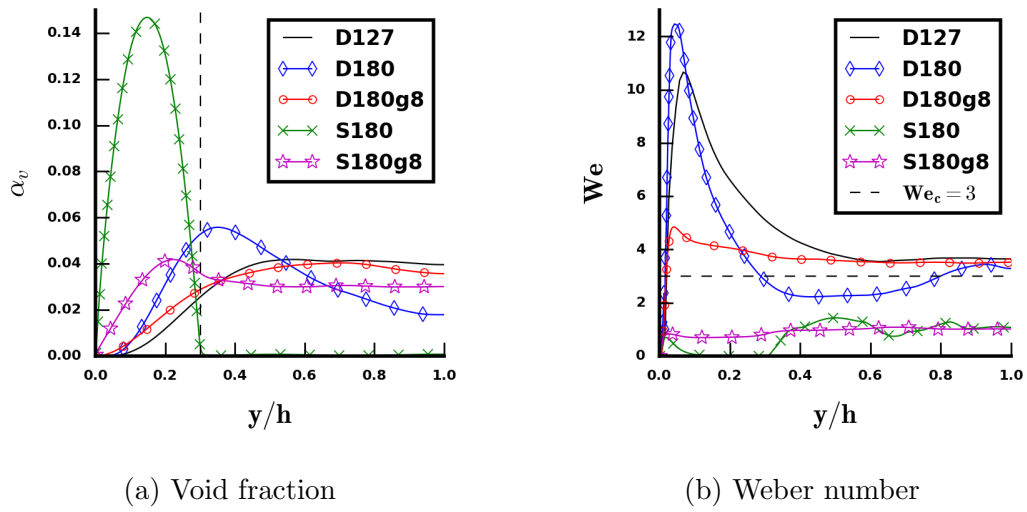 0.14
0.12
0.10
0.08
0.06
0.04
0.02
0.00
α_v
0.0 0.2 0.4 0.6 0.8 1.0
y/h
D127
D180
D180g8
S180
S180g8
(a) Void fraction
12
10
8
6
4
2
0
We
0.0 0.2 0.4 0.6 0.8 1.0
y/h
D127
D180
D180g8
S180
S180g8
We_c = 3
(b) Weber number